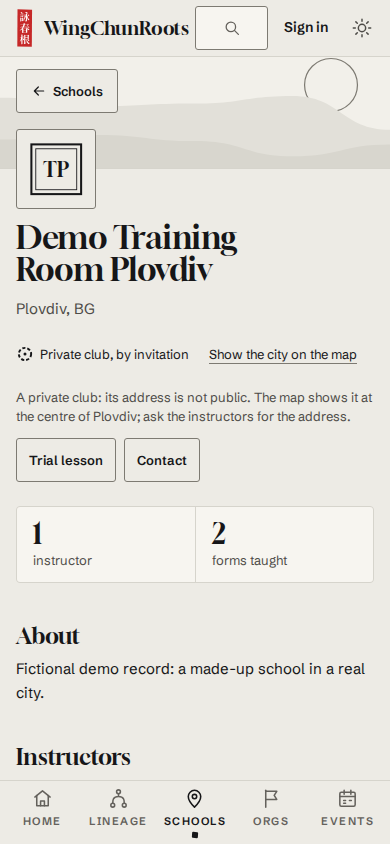 詠春根
WingChunRoots
Sign in
← Schools
TP
Demo Training
Room Plovdiv
Plovdiv, BG
Private club, by invitation
Show the city on the map
A private club: its address is not public. The map shows it at
the centre of Plovdiv; ask the instructors for the address.
Trial lesson
Contact
1
instructor
2
forms taught
About
Fictional demo record: a made-up school in a real
city.
Instructors
HOME
LINEAGE
SCHOOLS
ORGS
EVENTS